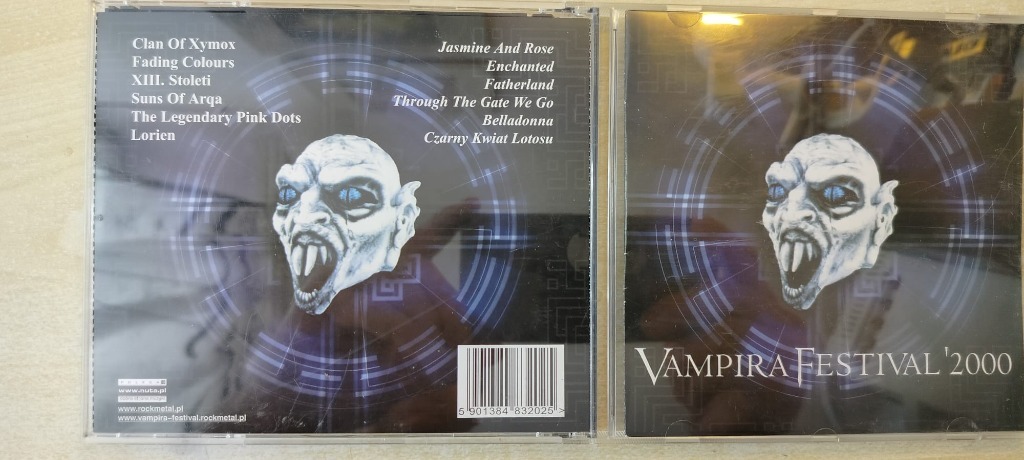 Clan Of Xymox
Fading Colours
XIII. Stoleti
Suns Of Arqa
The Legendary Pink Dots
Lorien
Jasmine And Rose
Enchanted
Fatherland
Through The Gate We Go
Belladonna
Czarny Kwiat Lotosu
www.nuta.pl
www.rockmetal.pl
www.vampira-festival.rockmetal.pl
5 901384 832025 >
VAMPIRA FESTIVAL '2000